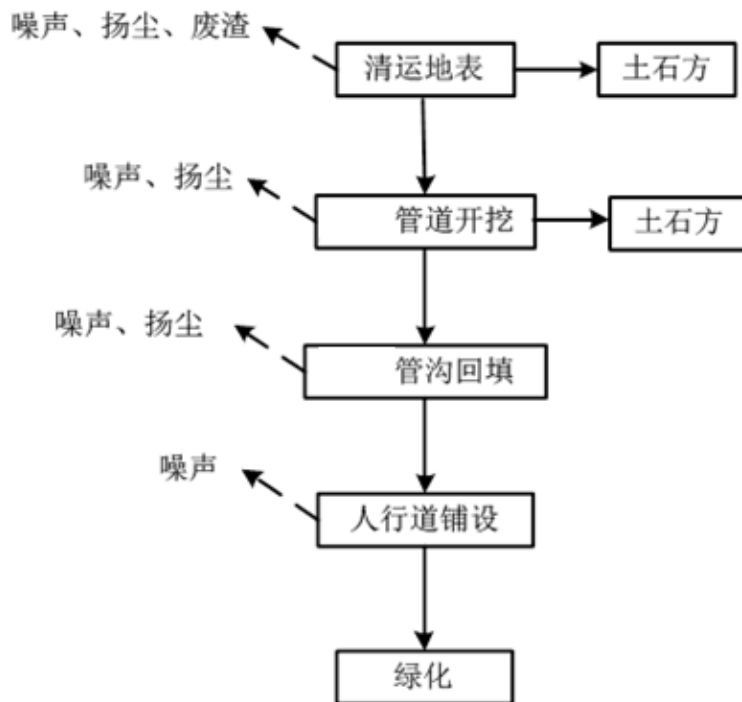 噪声、扬尘、废渣
清运地表
土石方
噪声、扬尘
管道开挖
土石方
噪声、扬尘
管沟回填
噪声
人行道铺设
绿化